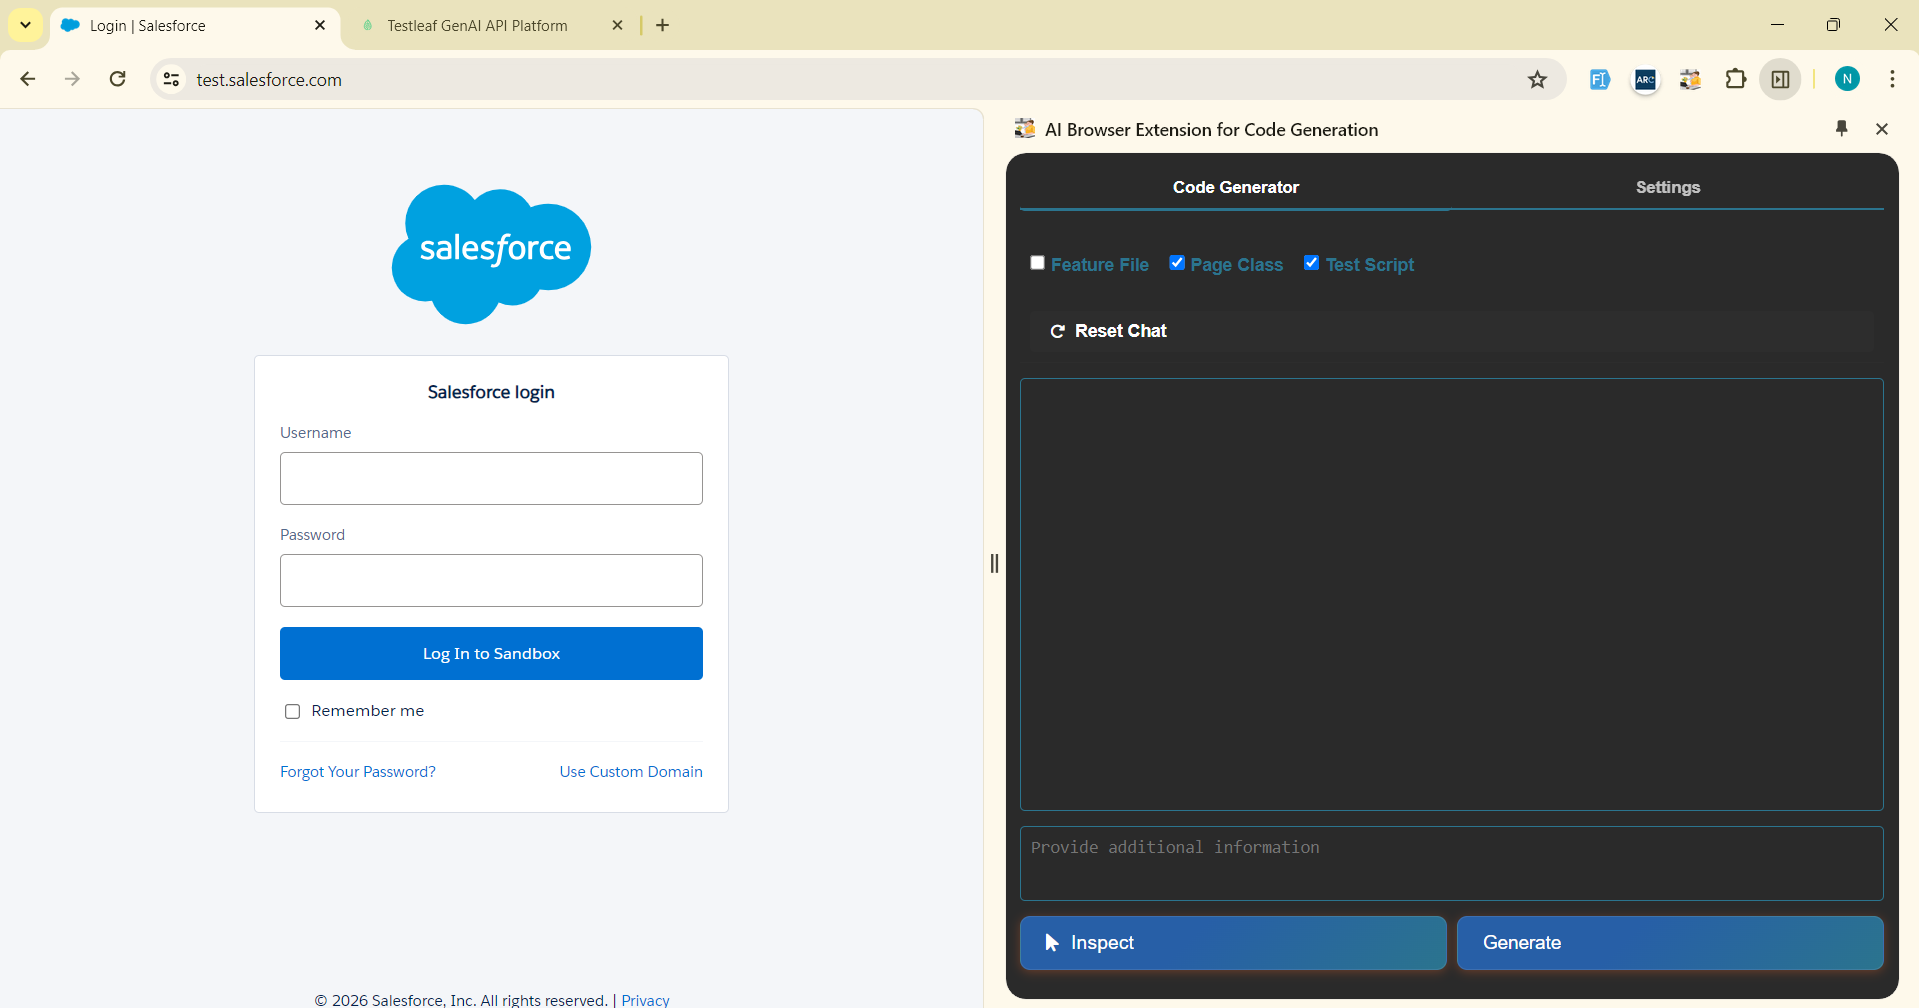 Login | Salesforce
Testleaf GenAI API Platform
test.salesforce.com
FI
ARC
N
salesforce
Salesforce login
Username
Password
Log In to Sandbox
Remember me
Forgot Your Password?
Use Custom Domain
© 2026 Salesforce, Inc. All rights reserved. | Privacy
AI Browser Extension for Code Generation
Code Generator
Settings
Feature File
Page Class
Test Script
Reset Chat
Provide additional information
Inspect
Generate